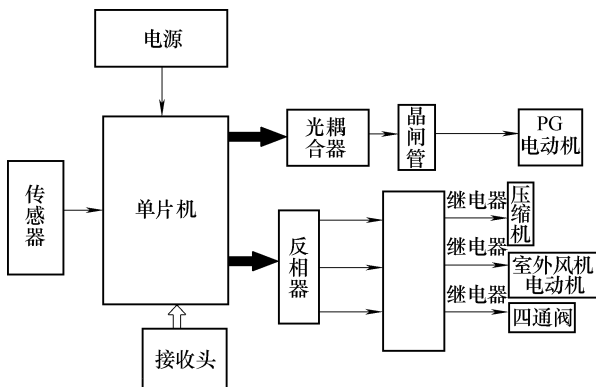 电源
传
感
器
单片机
接收头
光耦
合器
晶
闸
管
PG
电动机
反
相
器
继电器
压
缩
机
继电器
室外风机
电动机
继电器
四通阀